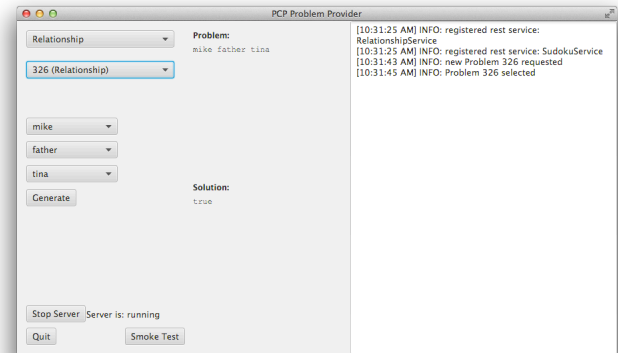 PCP Problem Provider
Relationship
326 (Relationship)
mike
father
tina
Generate
Stop Server Server is: running
Quit Smoke Test
Problem:
mike father tina
Solution:
true
[10:31:25 AM] INFO: registered rest service:
RelationshipService
[10:31:25 AM] INFO: registered rest service: SudokuService
[10:31:43 AM] INFO: new Problem 326 requested
[10:31:45 AM] INFO: Problem 326 selected